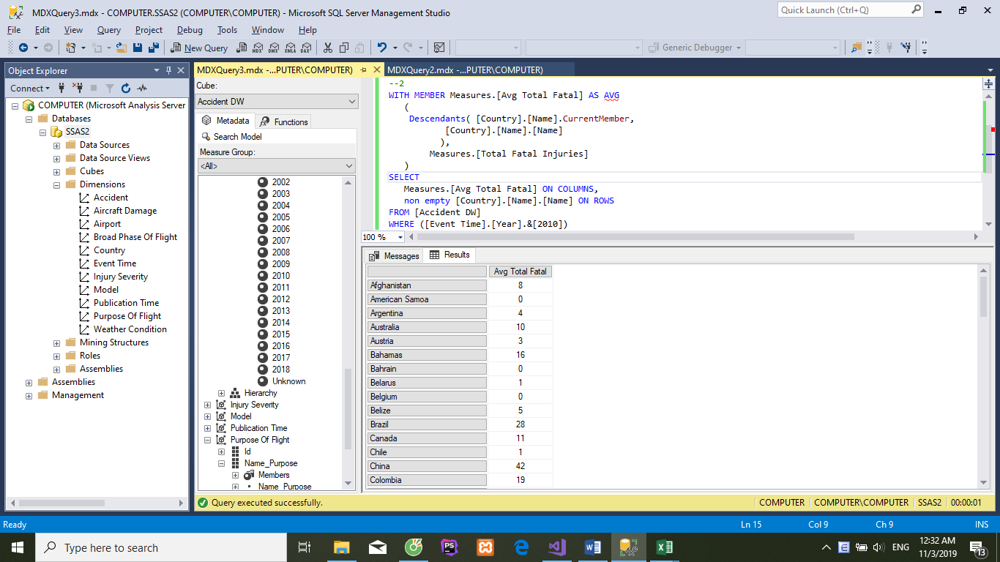 MDXQuery3.mdx - COMPUTER.SSAS2 (COMPUTER\COMPUTER) - Microsoft SQL Server Management Studio
Quick Launch (Ctrl+Q)
File Edit View Query Project Debug Tools Window Help
New Query
MDX DMX XMLA DAX
Generic Debugger
Object Explorer
Connect
COMPUTER (Microsoft Analysis Server
Databases
SSAS2
Data Sources
Data Source Views
Cubes
Dimensions
Accident
Aircraft Damage
Airport
Broad Phase Of Flight
Country
Event Time
Injury Severity
Model
Publication Time
Purpose Of Flight
Weather Condition
Mining Structures
Roles
Assemblies
Assemblies
Management
MDXQuery3.mdx -...PUTER\COMPUTER)
MDXQuery2.mdx -...PUTER\COMPUTER)
Cube:
Accident DW
Metadata
Functions
Search Model
Measure Group:
<All>
2002
2003
2004
2005
2006
2007
2008
2009
2010
2011
2012
2013
2014
2015
2016
2017
2018
Unknown
Hierarchy
Injury Severity
Model
Publication Time
Purpose Of Flight
Id
Name_Purpose
Members
Name_Purpose
--2
WITH MEMBER Measures.[Avg Total Fatal] AS AVG
(
Descendants( [Country].[Name].CurrentMember,
[Country].[Name].[Name]
),
Measures.[Total Fatal Injuries]
)
SELECT
Measures.[Avg Total Fatal] ON COLUMNS,
non empty [Country].[Name].[Name] ON ROWS
FROM [Accident DW]
WHERE ([Event Time].[Year].&[2010])
100 %
Messages
Results
Avg Total Fatal
Afghanistan 8
American Samoa 0
Argentina 4
Australia 10
Austria 3
Bahamas 16
Bahrain 0
Belarus 1
Belgium 0
Belize 5
Brazil 28
Canada 11
Chile 1
China 42
Colombia 19
Query executed successfully.
COMPUTER
COMPUTER\COMPUTER
SSAS2
00:00:01
Ready
Ln 15
Col 9
Ch 9
INS
Type here to search
PS
ENG
12:32 AM
11/3/2019
13